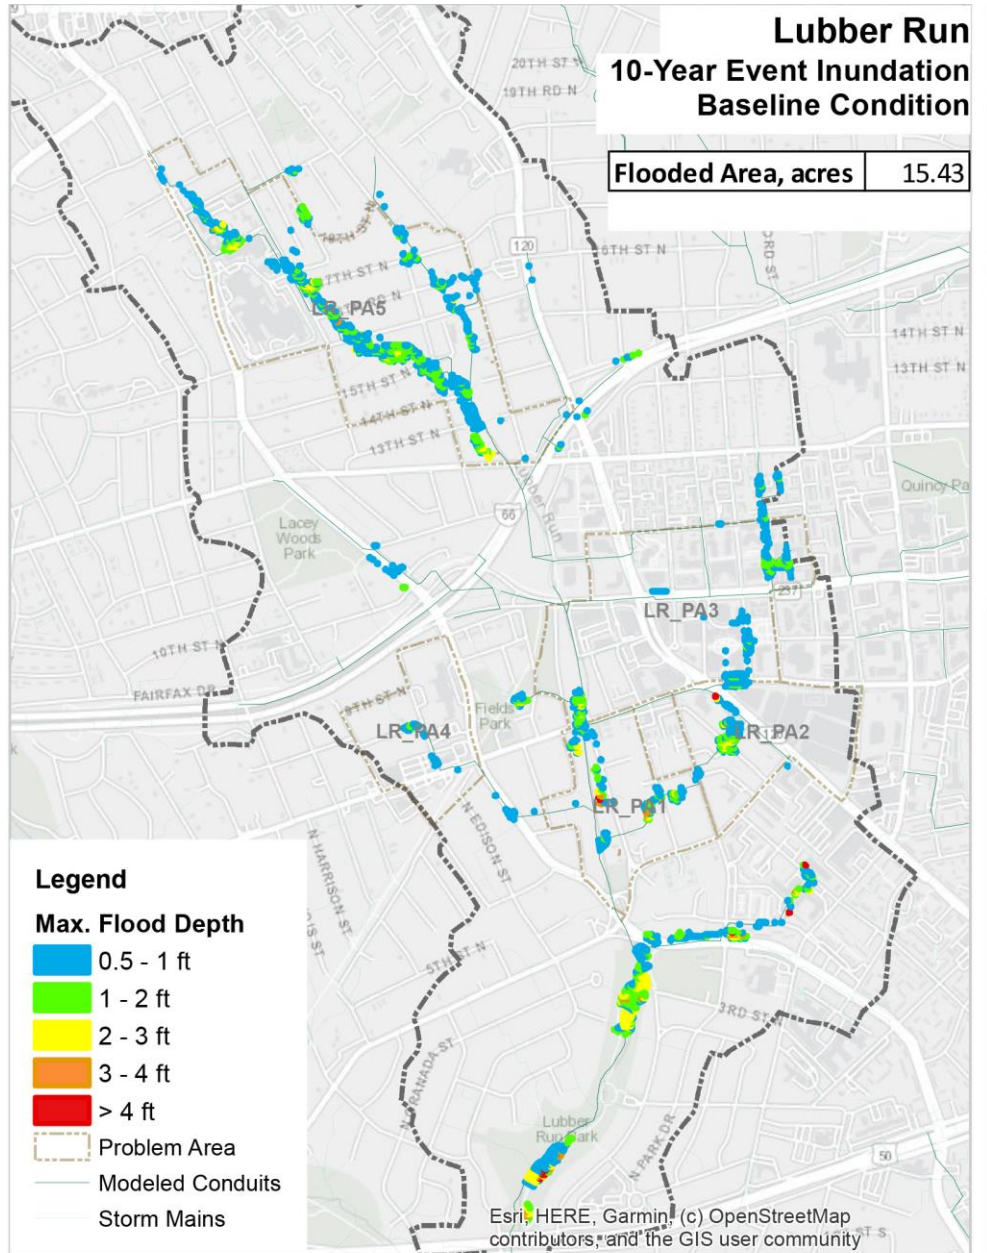 Lubber Run
10-Year Event Inundation
Baseline Condition
Flooded Area, acres 15.43
20TH ST N
19TH RD N
120
6TH ST N
7TH ST N
LR_PA5
14TH ST N
13TH ST N
15TH ST N
14TH ST N
13TH ST N
Quincy Pa
Lubber Run
66
Lacey
Woods
Park
237
LR_PA3
10TH ST N
FAIRFAX DR
9TH ST N
Fields
Park
LR_PA4
LR_PA2
LR_PA1
N EDISON ST
N HARRISON ST
5TH ST N
3RD ST N
N GRANADA ST
Lubber
Run Park
N PARK DR
50
Legend
Max. Flood Depth
0.5 - 1 ft
1 - 2 ft
2 - 3 ft
3 - 4 ft
> 4 ft
Problem Area
Modeled Conduits
Storm Mains
Esri, HERE, Garmin, (c) OpenStreetMap
contributors, and the GIS user community